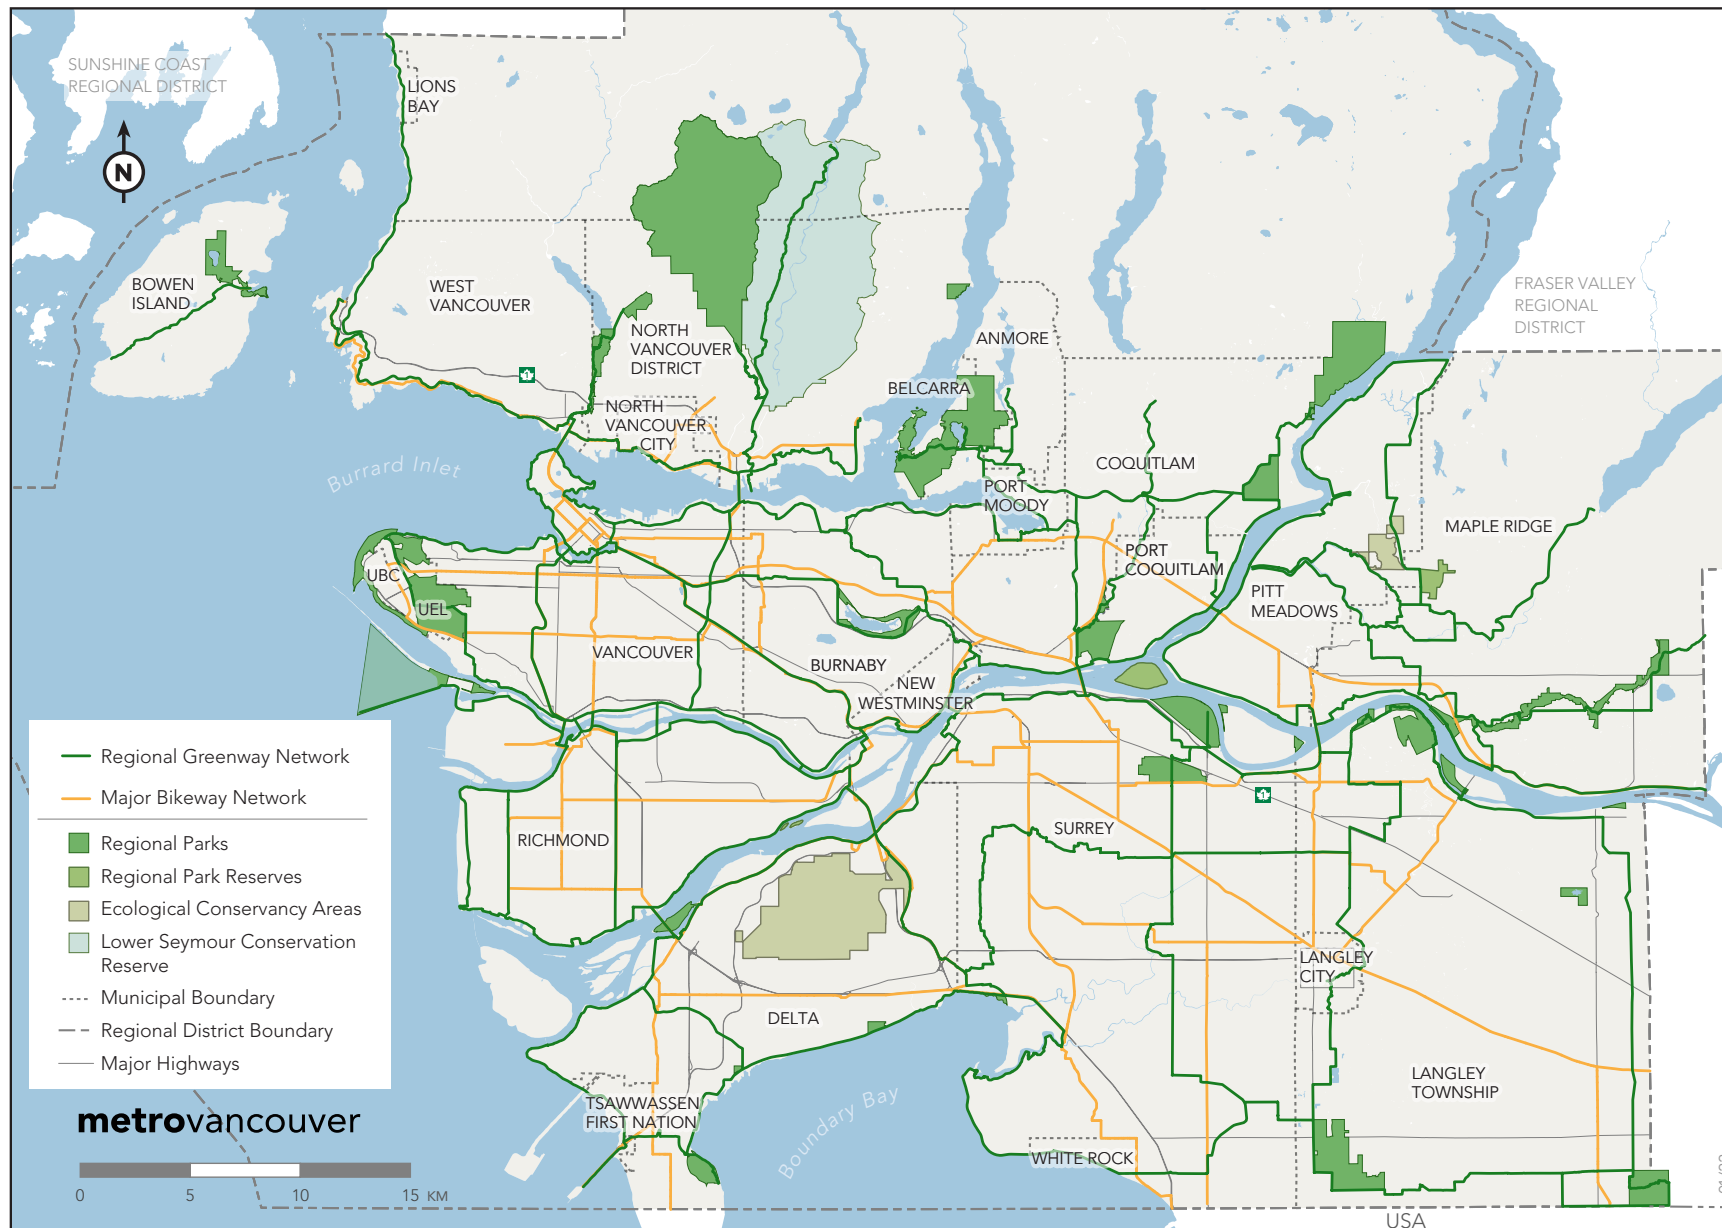 SUNSHINE COAST
REGIONAL DISTRICT
LIONS
BAY
N
BOWEN
ISLAND
WEST
VANCOUVER
1
NORTH
VANCOUVER
DISTRICT
NORTH
VANCOUVER
CITY
ANMORE
BELCARRA
FRASER VALLEY
REGIONAL
DISTRICT
Burrard Inlet
COQUITLAM
PORT
MOODY
MAPLE RIDGE
PORT
COQUITLAM
PITT
MEADOWS
UBC
UEL
VANCOUVER
BURNABY
NEW
WESTMINSTER
Regional Greenway Network
Major Bikeway Network
Regional Parks
Regional Park Reserves
Ecological Conservancy Areas
Lower Seymour Conservation
Reserve
Municipal Boundary
Regional District Boundary
Major Highways
1
RICHMOND
SURREY
LANGLEY
CITY
DELTA
LANGLEY
TOWNSHIP
TSAWWASSEN
FIRST NATION
Boundary Bay
WHITE ROCK
metrovancouver
0 5 10 15 KM
USA